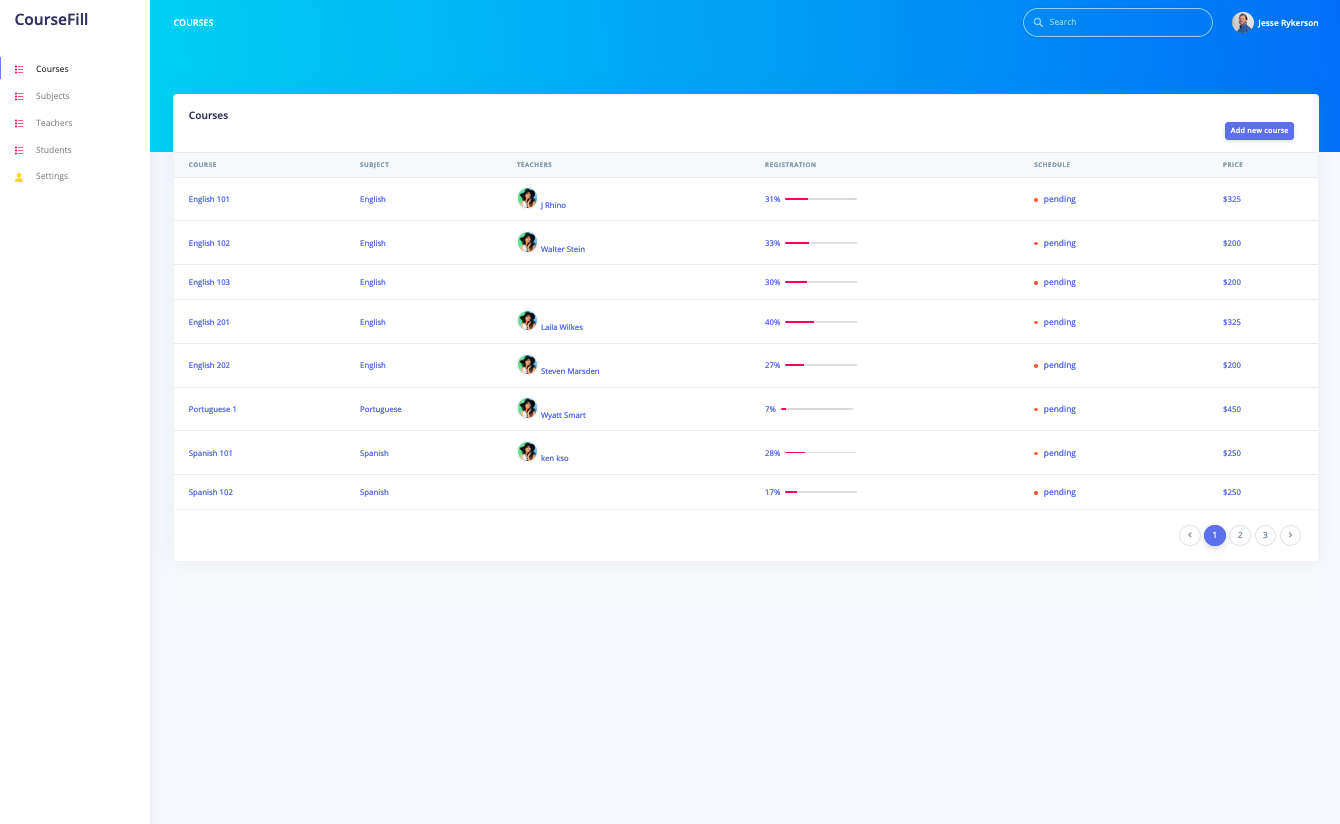 CourseFill
COURSES
Search
Jesse Rykerson
Courses
Subjects
Teachers
Students
Settings
Courses
Add new course
COURSE SUBJECT TEACHERS REGISTRATION SCHEDULE PRICE
English 101 English J Rhino 31% pending $325
English 102 English Walter Stein 33% pending $200
English 103 English 30% pending $200
English 201 English Laila Wilkes 40% pending $325
English 202 English Steven Marsden 27% pending $200
Portuguese 1 Portuguese Wyatt Smart 7% pending $450
Spanish 101 Spanish ken kso 28% pending $250
Spanish 102 Spanish 17% pending $250
1 2 3